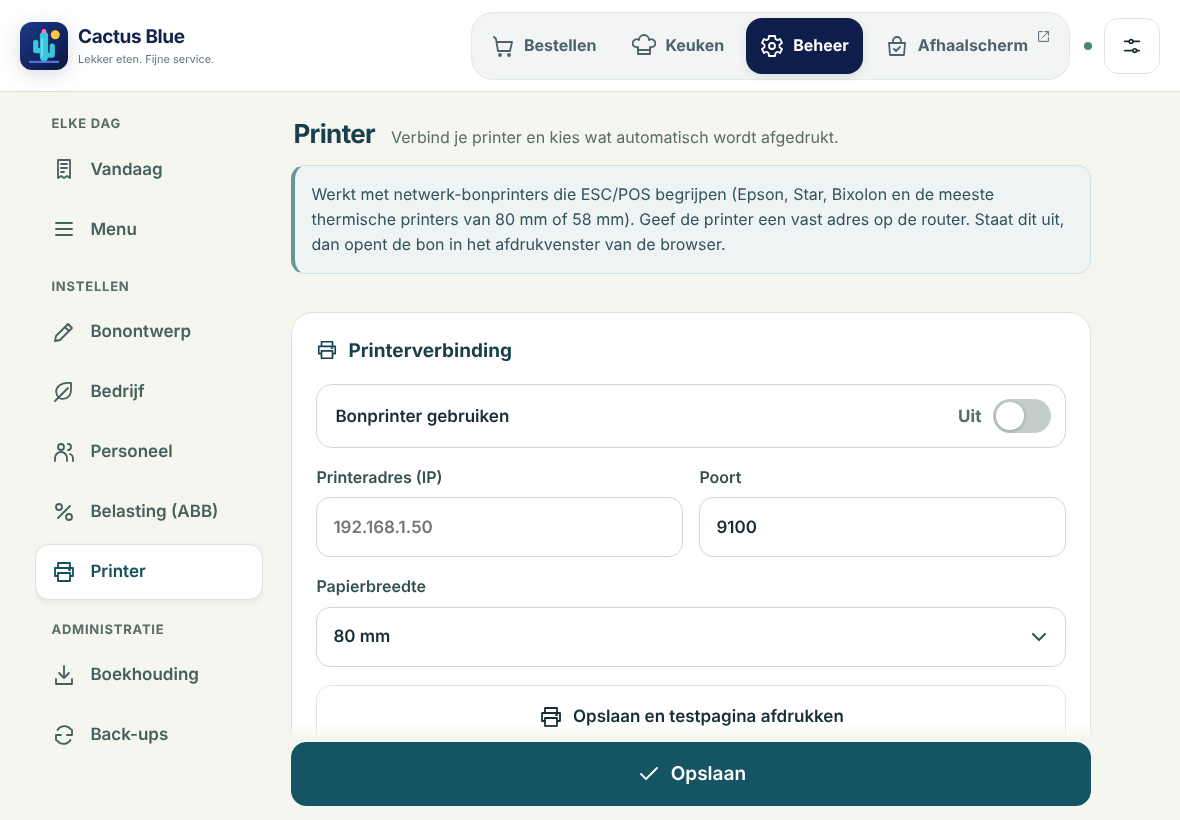 Cactus Blue
Lekker eten. Fijne service.
Bestellen
Keuken
Beheer
Afhaalscherm
ELKE DAG
Vandaag
Menu
INSTELLEN
Bonontwerp
Bedrijf
Personeel
Belasting (ABB)
Printer
ADMINISTRATIE
Boekhouding
Back-ups
Printer
Verbind je printer en kies wat automatisch wordt afgedrukt.
Werkt met netwerk-bonprinters die ESC/POS begrijpen (Epson, Star, Bixolon en de meeste
thermische printers van 80 mm of 58 mm). Geef de printer een vast adres op de router. Staat dit uit,
dan opent de bon in het afdrukvenster van de browser.
Printerverbinding
Bonprinter gebruiken
Uit
Printeradres (IP)
Poort
192.168.1.50
9100
Papierbreedte
80 mm
Opslaan en testpagina afdrukken
Opslaan